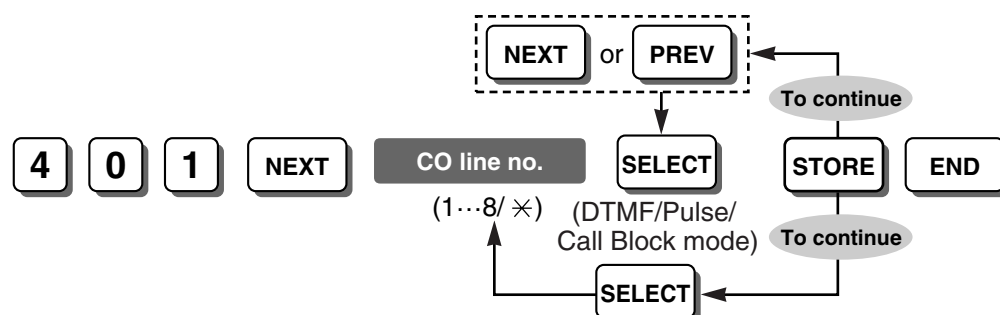 NEXT or PREV
To continue
4 0 1 NEXT CO line no. SELECT STORE END
(1···8/ ✳)
(DTMF/Pulse/
Call Block mode)
To continue
SELECT